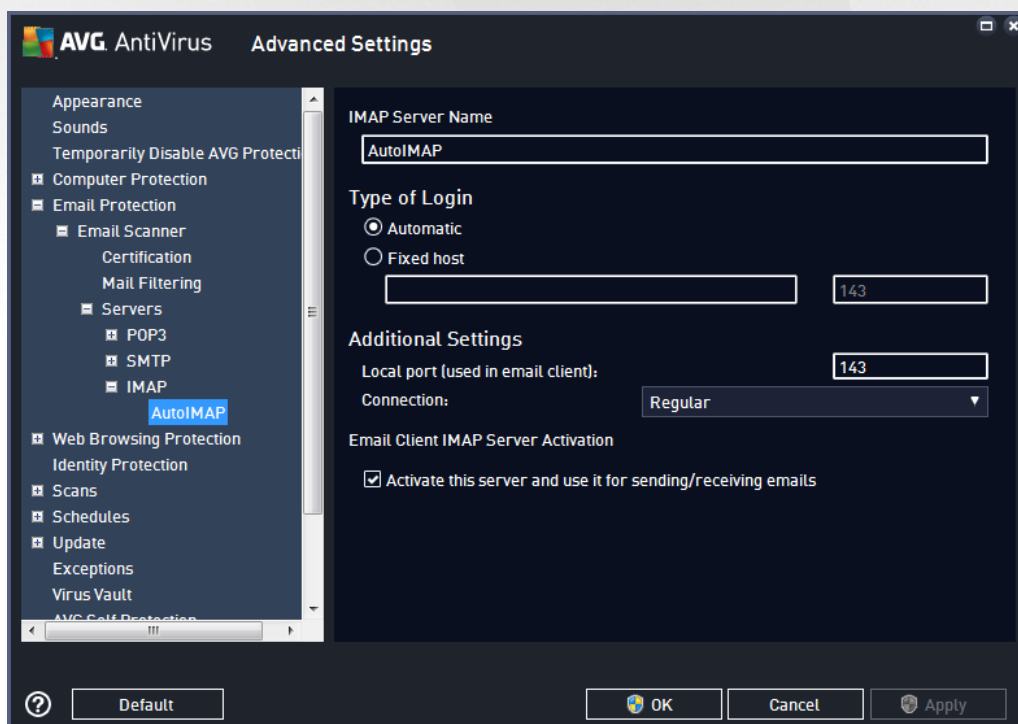 AVG. AntiVirus Advanced Settings
Appearance
Sounds
Temporarily Disable AVG Protecti
Computer Protection
Email Protection
Email Scanner
Certification
Mail Filtering
Servers
POP3
SMTP
IMAP
AutoIMAP
Web Browsing Protection
Identity Protection
Scans
Schedules
Update
Exceptions
Virus Vault
AVG Self Protection
IMAP Server Name
AutoIMAP
Type of Login
Automatic
Fixed host
143
Additional Settings
Local port (used in email client): 143
Connection: Regular
Email Client IMAP Server Activation
Activate this server and use it for sending/receiving emails
? Default OK Cancel Apply